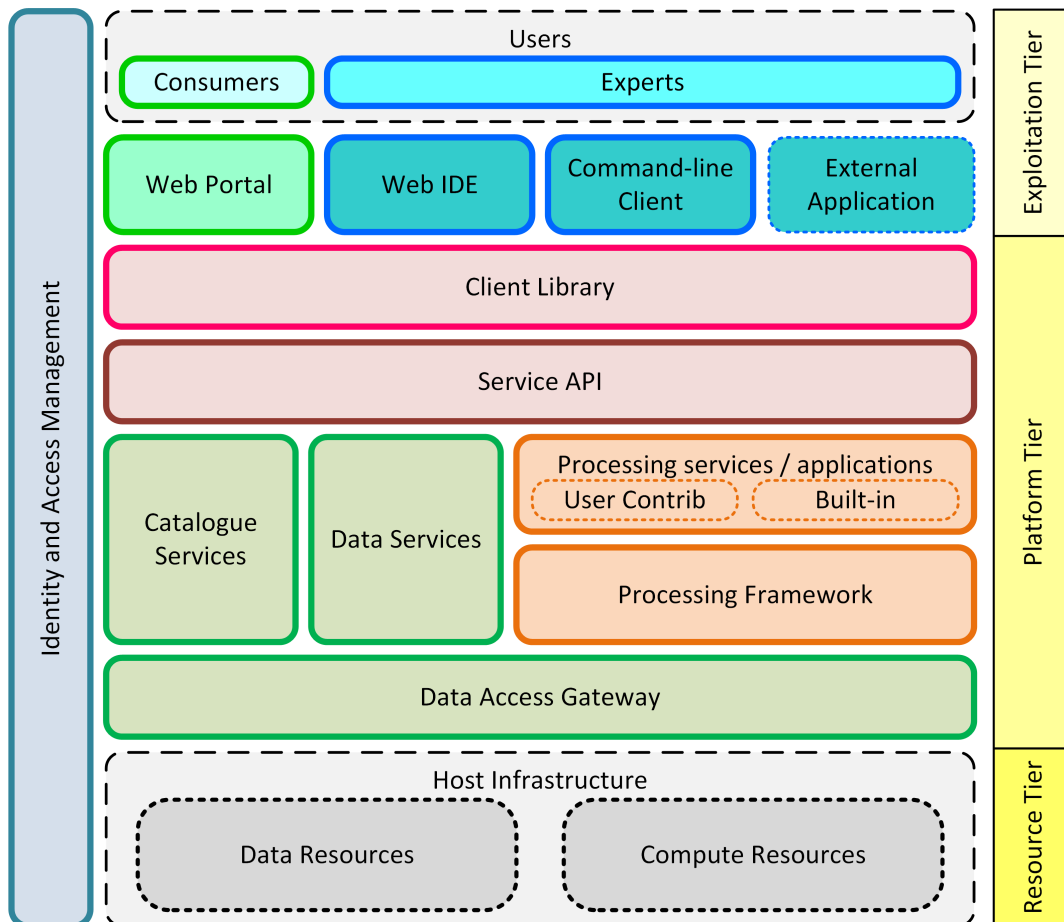 Users
Consumers
Experts
Web Portal
Web IDE
Command-line
Client
External
Application
Client Library
Service API
Catalogue
Services
Data Services
Processing services / applications
User Contrib
Built-in
Processing Framework
Data Access Gateway
Host Infrastructure
Data Resources
Compute Resources
Identity and Access Management
Exploitation Tier
Platform Tier
Resource Tier